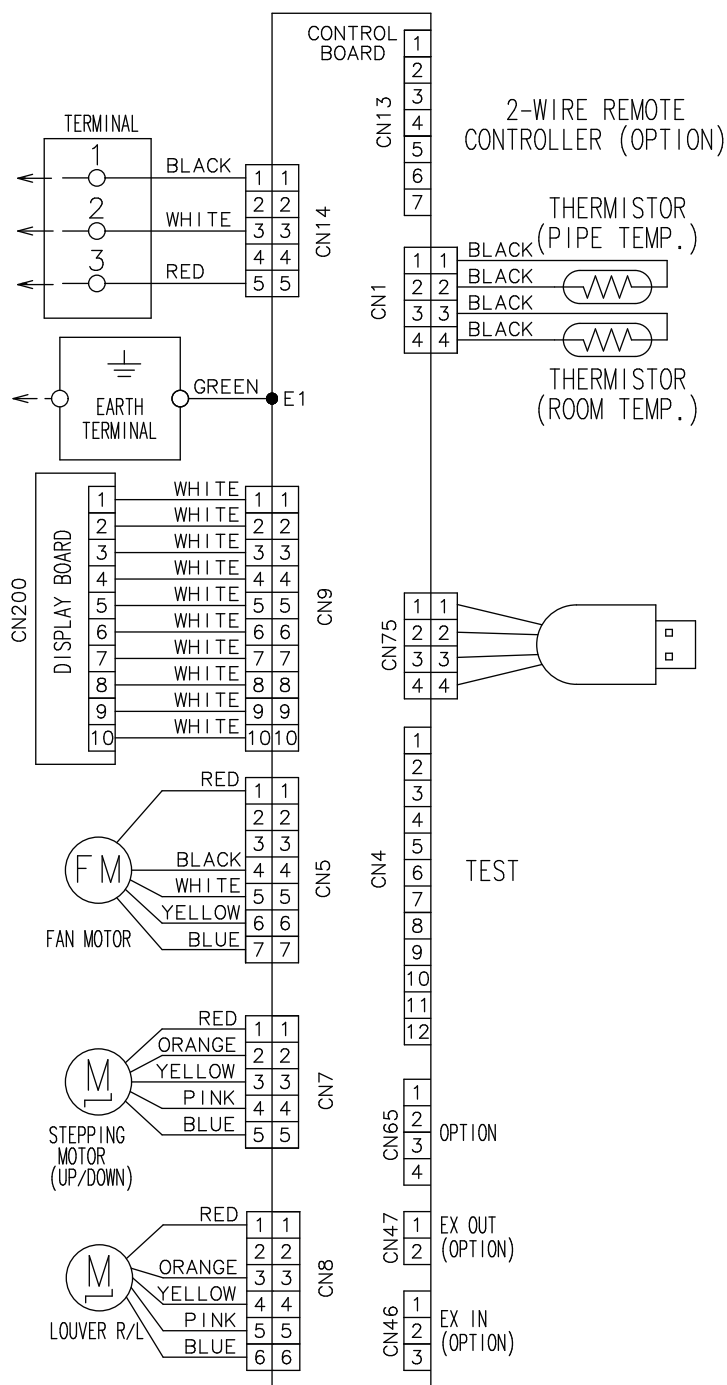 CONTROL
BOARD
CN13
1
2
3
4
5
6
7
2-WIRE REMOTE
CONTROLLER (OPTION)
TERMINAL
1
2
3
BLACK
WHITE
RED
1 1
2 2
3 3
4 4
5 5
CN14
THERMISTOR
(PIPE TEMP.)
CN1
1 1
2 2
3 3
4 4
BLACK
BLACK
BLACK
BLACK
THERMISTOR
(ROOM TEMP.)
EARTH
TERMINAL
GREEN
E1
CN200
DISPLAY BOARD
1 WHITE 1 1
2 WHITE 2 2
3 WHITE 3 3
4 WHITE 4 4
5 WHITE 5 5
6 WHITE 6 6
7 WHITE 7 7
8 WHITE 8 8
9 WHITE 9 9
10 WHITE 10 10
CN9
CN75
1 1
2 2
3 3
4 4
FM
FAN MOTOR
RED 1 1
2 2
3 3
BLACK 4 4
WHITE 5 5
YELLOW 6 6
BLUE 7 7
CN5
CN4
1
2
3
4
5
6
7
8
9
10
11
12
TEST
M
STEPPING
MOTOR
(UP/DOWN)
RED 1 1
ORANGE 2 2
YELLOW 3 3
PINK 4 4
BLUE 5 5
CN7
CN65
1
2
3
4
OPTION
M
LOUVER R/L
RED 1 1
2 2
ORANGE 3 3
YELLOW 4 4
PINK 5 5
BLUE 6 6
CN8
CN47
1
2
EX OUT
(OPTION)
CN46
1
2
3
EX IN
(OPTION)